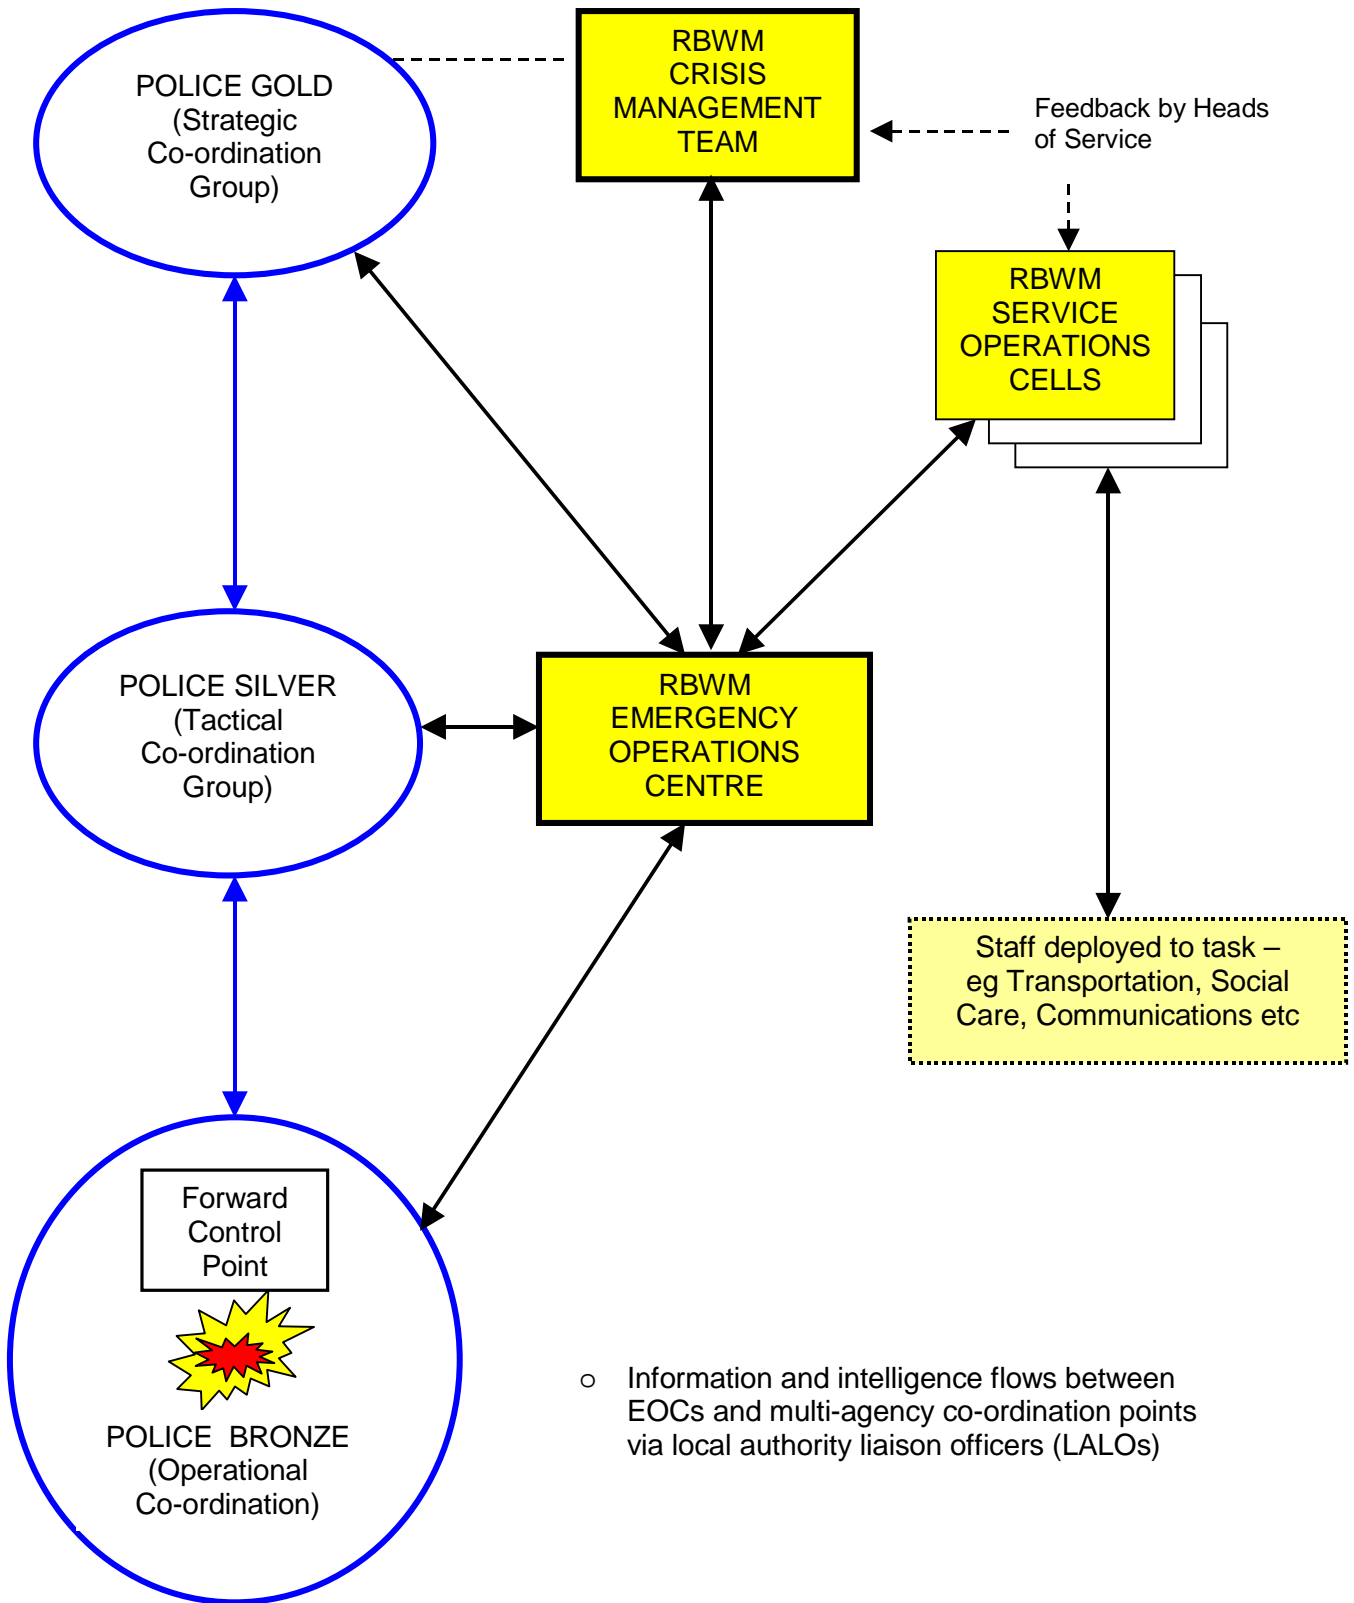 POLICE GOLD
(Strategic
Co-ordination
Group)
RBWM
CRISIS
MANAGEMENT
TEAM
Feedback by Heads
of Service
RBWM
SERVICE
OPERATIONS
CELLS
POLICE SILVER
(Tactical
Co-ordination
Group)
RBWM
EMERGENCY
OPERATIONS
CENTRE
Staff deployed to task –
eg Transportation, Social
Care, Communications etc
Forward
Control
Point
POLICE BRONZE
(Operational
Co-ordination)
o Information and intelligence flows between
EOCs and multi-agency co-ordination points
via local authority liaison officers (LALOs)